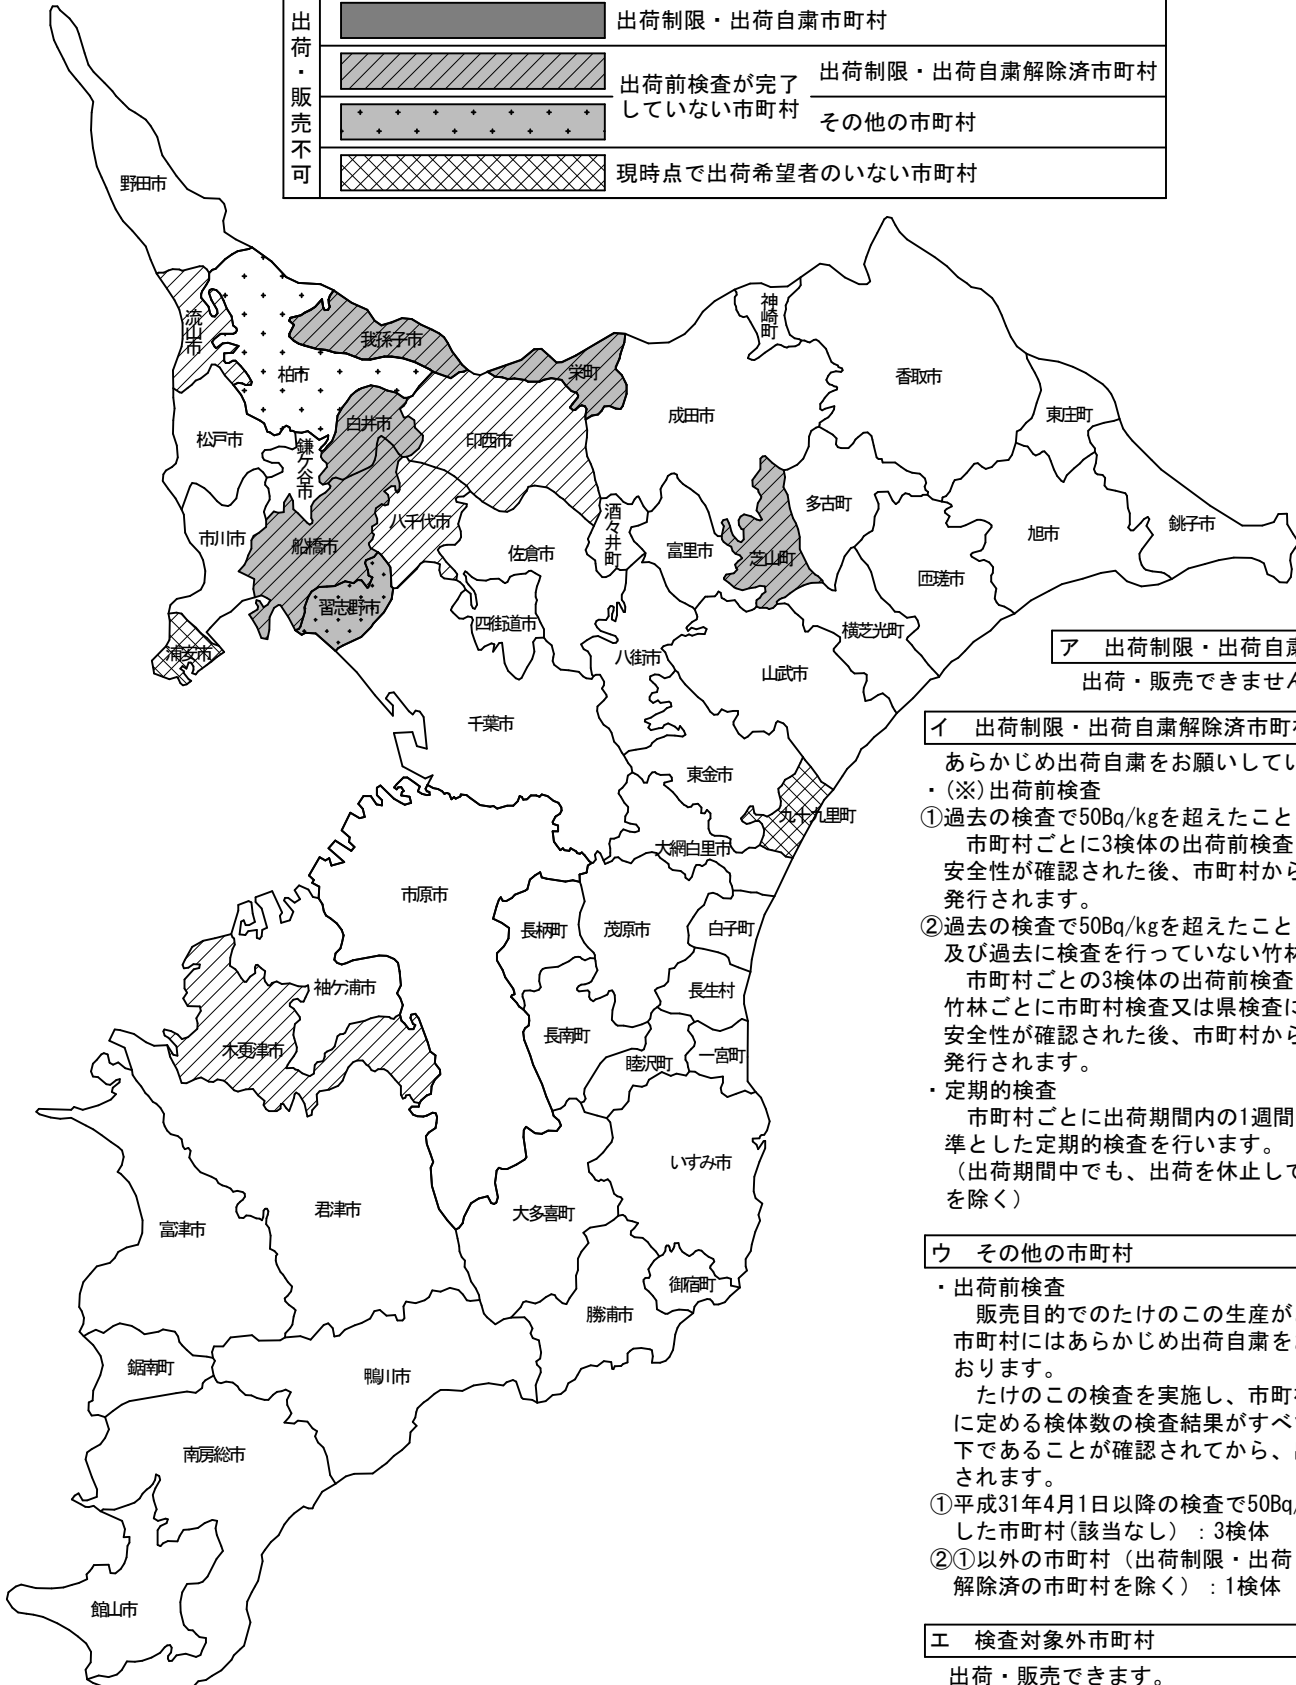 出荷・販売不可
出荷制限・出荷自粛市町村
出荷前検査が完了
していない市町村
出荷制限・出荷自粛解除済市町村
その他の市町村
現時点で出荷希望者のいない市町村
野田市
流山市
柏市
我孫子市
栄町
神崎町
香取市
東庄町
成田市
松戸市
鎌ケ谷市
白井市
印西市
多古町
市川市
船橋市
八千代市
佐倉市
酒々井町
富里市
芝山町
匝瑳市
旭市
銚子市
習志野市
四街道市
八街市
横芝光町
山武市
浦安市
千葉市
東金市
九十九里町
大網白里市
市原市
長柄町
茂原市
白子町
長生村
袖ケ浦市
木更津市
長南町
睦沢町
一宮町
いすみ市
大多喜町
君津市
富津市
御宿町
勝浦市
鋸南町
鴨川市
南房総市
館山市
ア　出荷制限・出荷自粛
出荷・販売できません
イ　出荷制限・出荷自粛解除済市町村
あらかじめ出荷自粛をお願いしてい
・(※)出荷前検査
①過去の検査で50Bq/kgを超えたこと
市町村ごとに3検体の出荷前検査
安全性が確認された後、市町村から
発行されます。
②過去の検査で50Bq/kgを超えたこと
及び過去に検査を行っていない竹林
市町村ごとの3検体の出荷前検査
竹林ごとに市町村検査又は県検査に
安全性が確認された後、市町村から
発行されます。
・定期的検査
市町村ごとに出荷期間内の1週間
準とした定期的検査を行います。
（出荷期間中でも、出荷を休止して
を除く）
ウ　その他の市町村
・出荷前検査
販売目的でのたけのこの生産が
市町村にはあらかじめ出荷自粛を
おります。
たけのこの検査を実施し、市町村
に定める検体数の検査結果がすべ
下であることが確認されてから、
されます。
①平成31年4月1日以降の検査で50Bq/
した市町村(該当なし）：3検体
②①以外の市町村（出荷制限・出荷
解除済の市町村を除く）：1検体
エ　検査対象外市町村
出荷・販売できます。